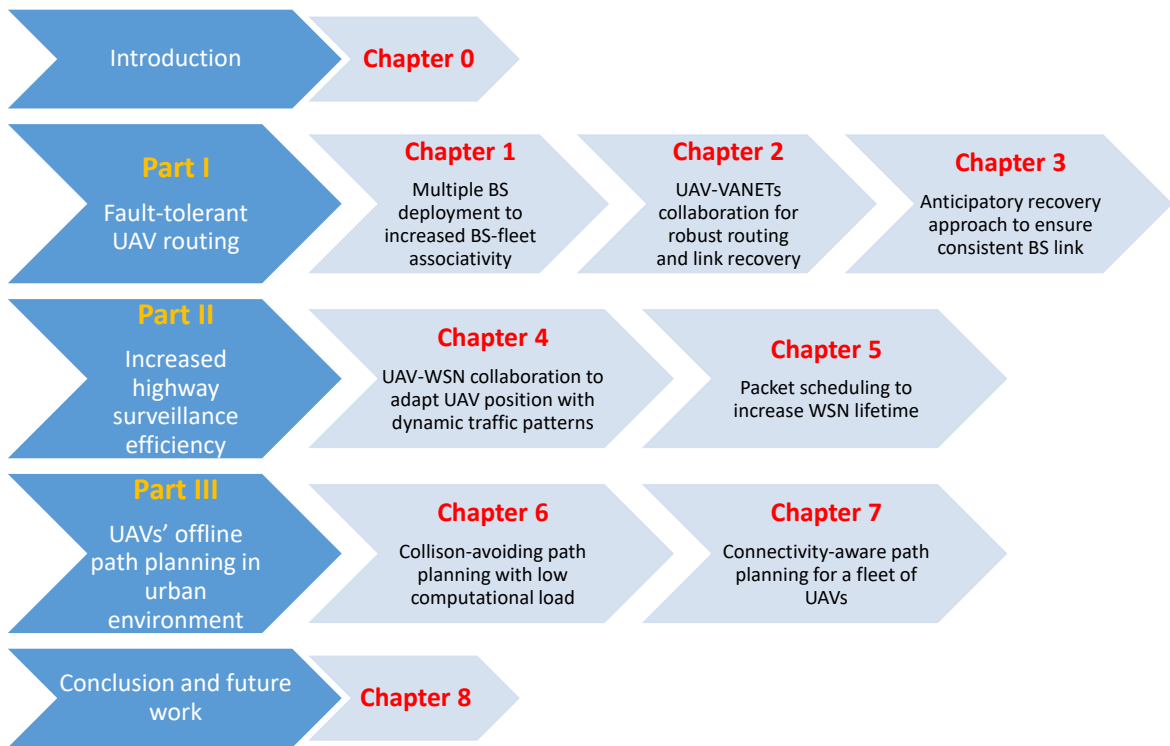 Introduction
Chapter 0
Part I
Fault-tolerant
UAV routing
Chapter 1
Multiple BS
deployment to
increased BS-fleet
associativity
Chapter 2
UAV-VANETs
collaboration for
robust routing
and link recovery
Chapter 3
Anticipatory recovery
approach to ensure
consistent BS link
Part II
Increased
highway
surveillance
efficiency
Chapter 4
UAV-WSN collaboration to
adapt UAV position with
dynamic traffic patterns
Chapter 5
Packet scheduling to
increase WSN lifetime
Part III
UAVs’ offline
path planning in
urban
environment
Chapter 6
Collison-avoiding path
planning with low
computational load
Chapter 7
Connectivity-aware path
planning for a fleet of
UAVs
Conclusion and future
work
Chapter 8